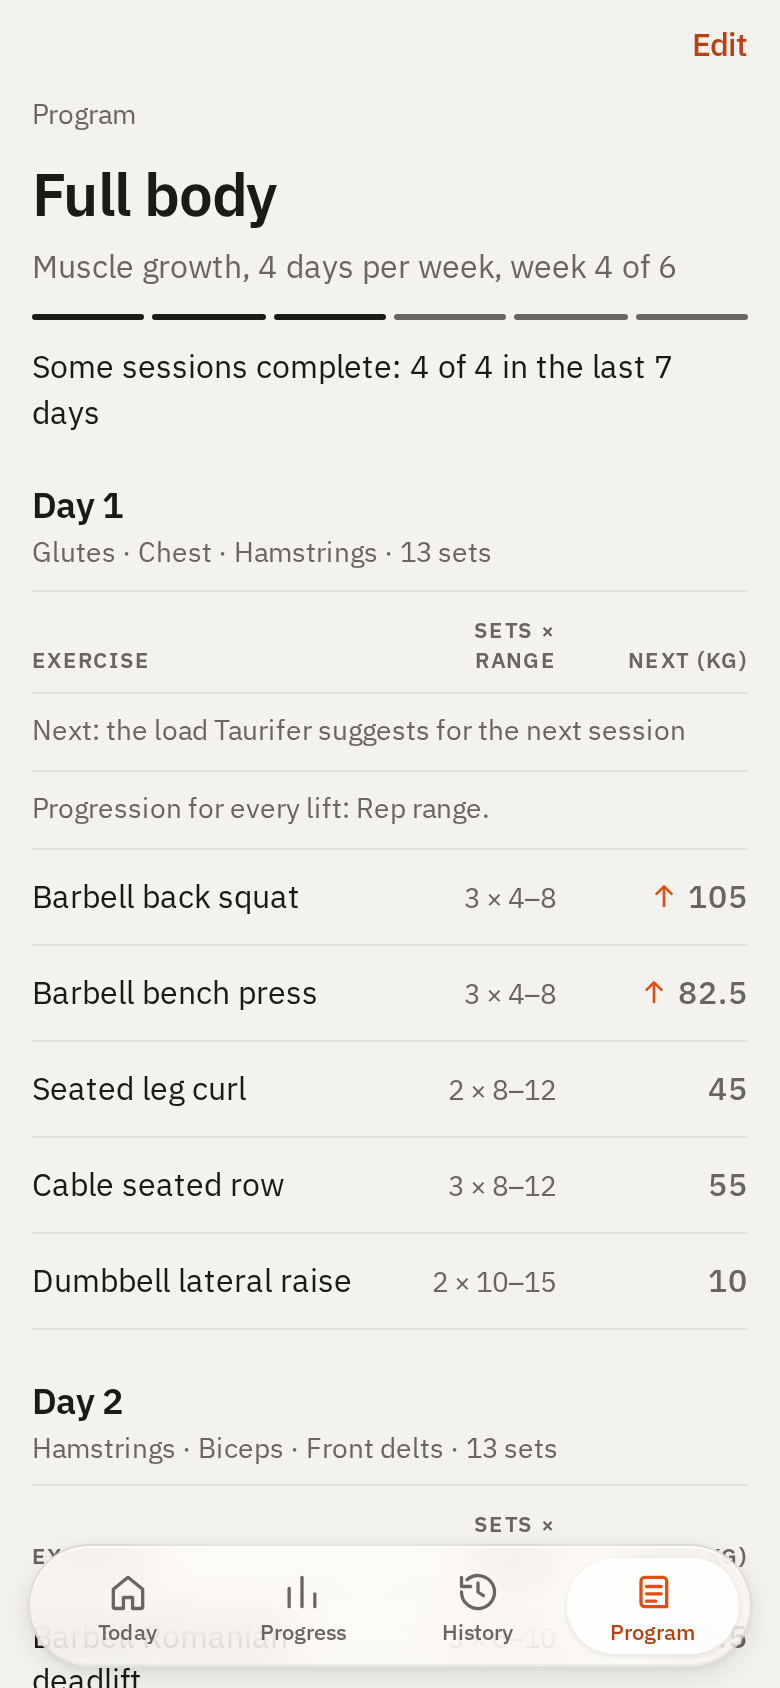 Edit
Program
Full body
Muscle growth, 4 days per week, week 4 of 6
Some sessions complete: 4 of 4 in the last 7
days
Day 1
Glutes · Chest · Hamstrings · 13 sets
SETS ×
EXERCISE RANGE NEXT (KG)
Next: the load Taurifer suggests for the next session
Progression for every lift: Rep range.
Barbell back squat 3 × 4–8 ↑ 105
Barbell bench press 3 × 4–8 ↑ 82.5
Seated leg curl 2 × 8–12 45
Cable seated row 3 × 8–12 55
Dumbbell lateral raise 2 × 10–15 10
Day 2
Hamstrings · Biceps · Front delts · 13 sets
SETS ×
Barbell Romanian
deadlift
Today Progress History Program